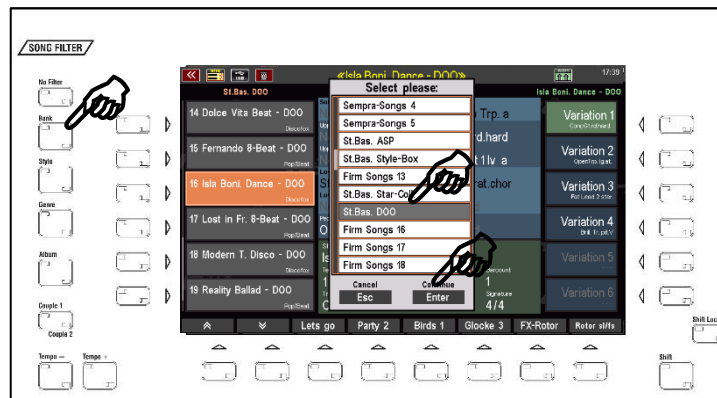 SONG FILTER
No Filter
Bank
Style
Genre
Album
Couple 1
Couple 2
Tempo −
Tempo +
«Isla Boni. Dance - DOO»
17:39
St.Bas. DOO
Isla Boni. Dance - DOO
14 Dolce Vita Beat - DOO
Discofox
15 Fernando 8-Beat - DOO
Pop/Beat
16 Isla Boni. Dance - DOO
Discofox
17 Lost in Fr. 8-Beat - DOO
Pop/Beat
18 Modern T. Disco - DOO
Discofox
19 Reality Ballad - DOO
Pop/Beat
Select please:
Sempra-Songs 4
Sempra-Songs 5
St.Bas. ASP
St.Bas. Style-Box
Firm Songs 13
St.Bas. Star-Coll
St.Bas. DOO
Firm Songs 16
Firm Songs 17
Firm Songs 18
Cancel
Esc
Continue
Enter
Trp. a
d.hard
t1lv a
rat.chor
Signature
4/4
Variation 1
Variation 2
Variation 3
Variation 4
Variation 5
Variation 6
Lets go
Party 2
Birds 1
Glocke 3
FX-Rotor
Rotor sl/fs
Shift Loc
Shift